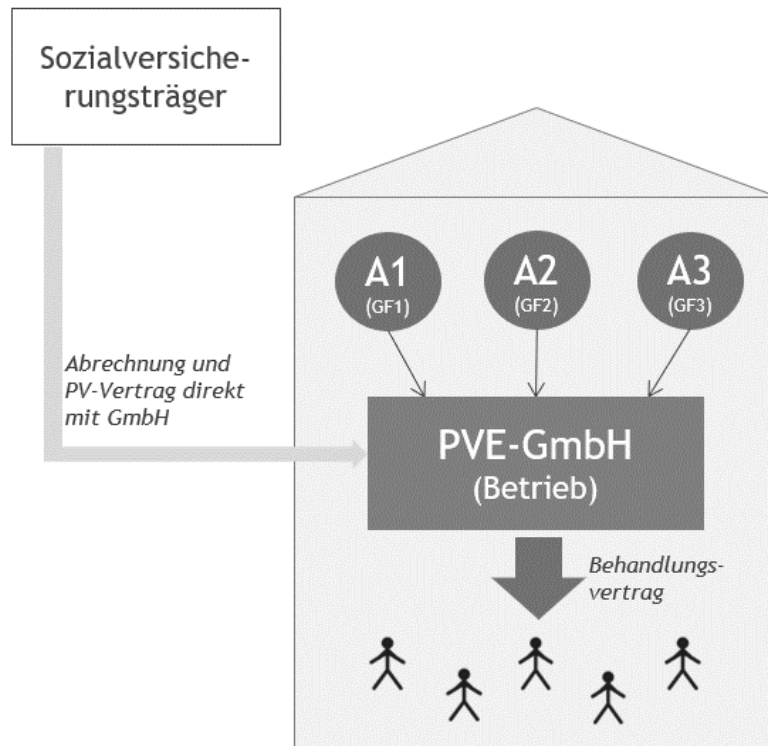 Sozialversiche-
rungsträger
A1
(GF1)
A2
(GF2)
A3
(GF3)
Abrechnung und
PV-Vertrag direkt
mit GmbH
PVE-GmbH
(Betrieb)
Behandlungs-
vertrag